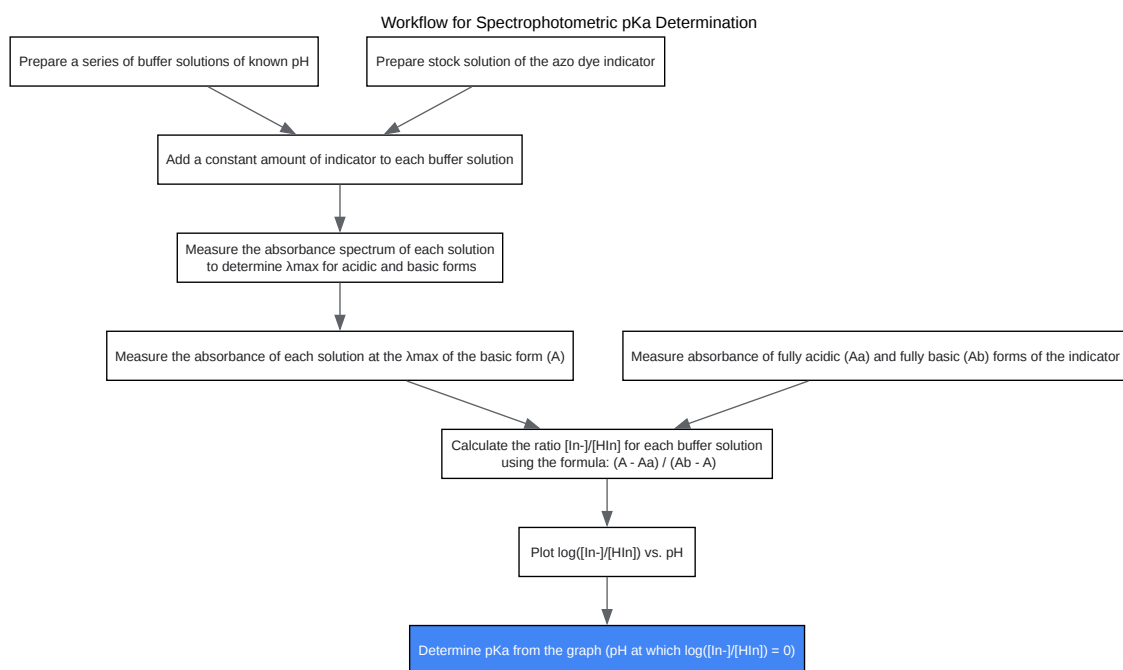 Workflow for Spectrophotometric pKa Determination
Prepare a series of buffer solutions of known pH
Prepare stock solution of the azo dye indicator
Add a constant amount of indicator to each buffer solution
Measure the absorbance spectrum of each solution
to determine λmax for acidic and basic forms
Measure the absorbance of each solution at the λmax of the basic form (A)
Measure absorbance of fully acidic (Aa) and fully basic (Ab) forms of the indicator
Calculate the ratio [In-]/[HIn] for each buffer solution
using the formula: (A - Aa) / (Ab - A)
Plot log([In-]/[HIn]) vs. pH
Determine pKa from the graph (pH at which log([In-]/[HIn]) = 0)